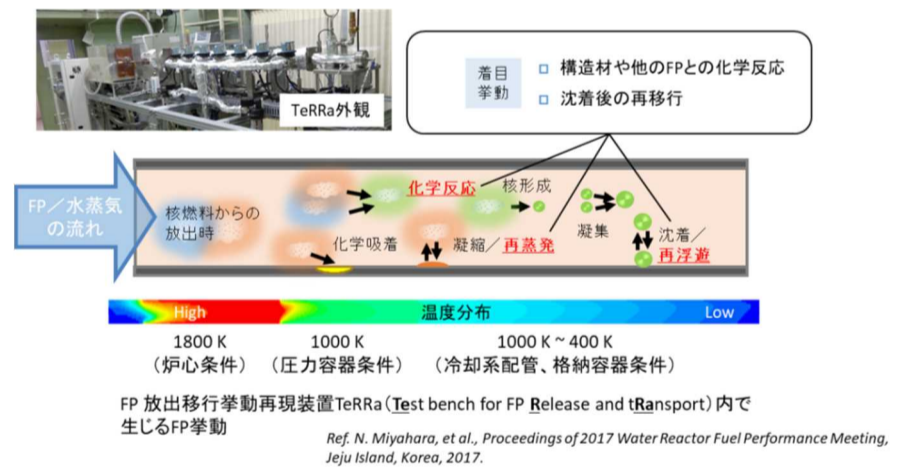 TeRRa外観
着目
挙動
構造材や他のFPとの化学反応
沈着後の再移行
FP／水蒸気
の流れ
核燃料からの
放出時
化学反応
核形成
化学吸着
凝縮／再蒸発
凝集
沈着／
再浮遊
High
温度分布
Low
1800 K
（炉心条件）
1000 K
（圧力容器条件）
1000 K ~ 400 K
（冷却系配管、格納容器条件）
FP 放出移行挙動再現装置TeRRa（Test bench for FP Release and tRansport）内で
生じるFP挙動
Ref. N. Miyahara, et al., Proceedings of 2017 Water Reactor Fuel Performance Meeting,
Jeju Island, Korea, 2017.